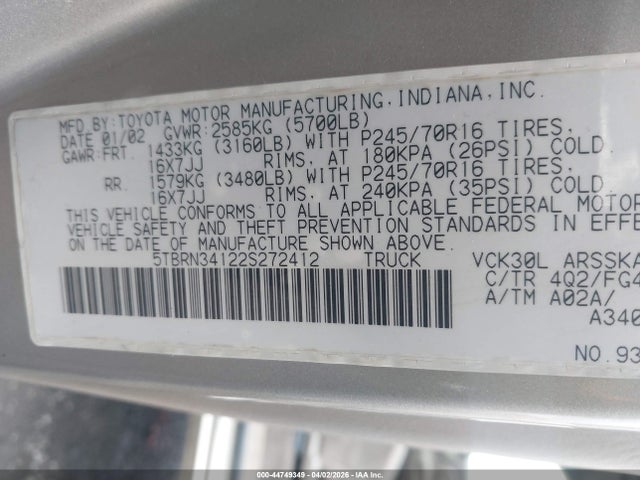 MFD.BY:TOYOTA MOTOR MANUFACTURING,INDIANA,INC.
DATE 01/02 GVWR:2585KG (5700LB)
GAWR:FRT. 1433KG (3160LB) WITH P245/70R16 TIRES,
16X7JJ RIMS, AT 180KPA (26PSI) COLD.
RR. 1579KG (3480LB) WITH P245/70R16 TIRES,
16X7JJ RIMS, AT 240KPA (35PSI) COLD.
THIS VEHICLE CONFORMS TO ALL APPLICABLE FEDERAL MOTOR
VEHICLE SAFETY AND THEFT PREVENTION STANDARDS IN EFFE
ON THE DATE OF MANUFACTURE SHOWN ABOVE.
5TBRN34122S272412 TRUCK VCK30L ARSSKA
C/TR 4Q2/FG4
A/TM A02A/
A340
NO.93
000-44749349 04/02/2026 - IAA Inc.